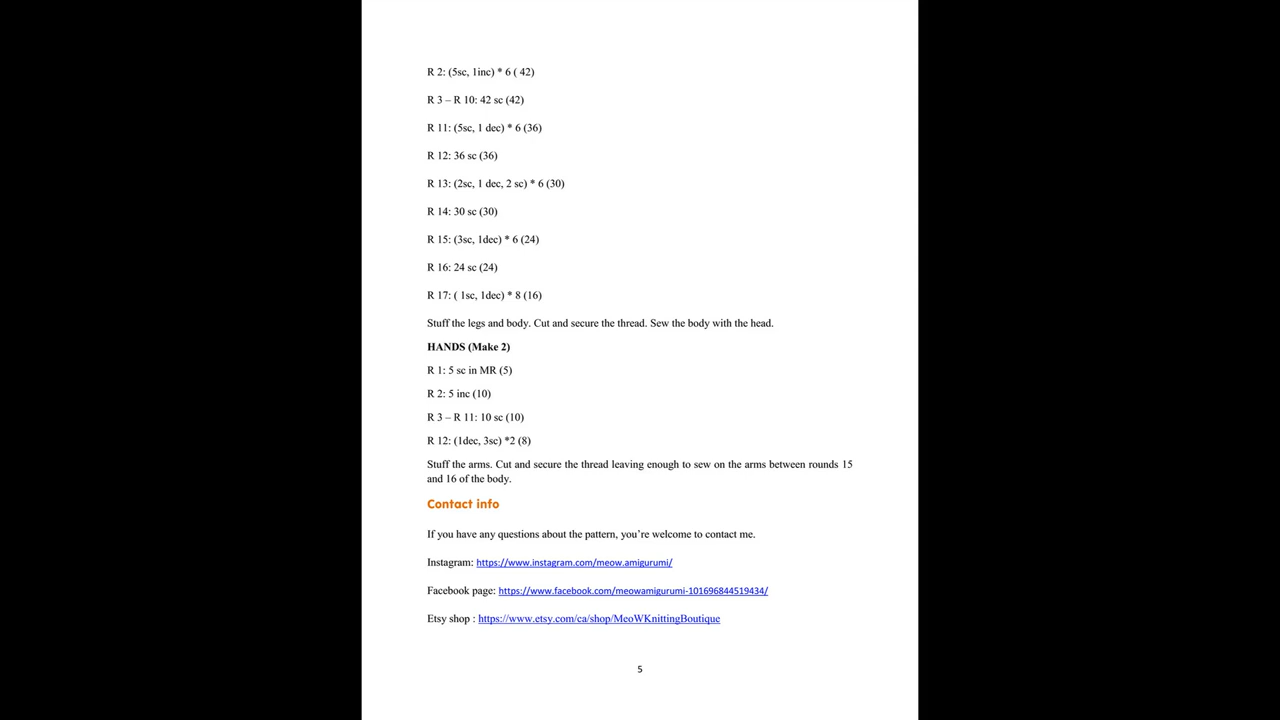 R 2: (5sc, 1inc) * 6 ( 42)
R 3 – R 10: 42 sc (42)
R 11: (5sc, 1 dec) * 6 (36)
R 12: 36 sc (36)
R 13: (2sc, 1 dec, 2 sc) * 6 (30)
R 14: 30 sc (30)
R 15: (3sc, 1dec) * 6 (24)
R 16: 24 sc (24)
R 17: ( 1sc, 1dec) * 8 (16)
Stuff the legs and body. Cut and secure the thread. Sew the body with the head.
HANDS (Make 2)
R 1: 5 sc in MR (5)
R 2: 5 inc (10)
R 3 – R 11: 10 sc (10)
R 12: (1dec, 3sc) *2 (8)
Stuff the arms. Cut and secure the thread leaving enough to sew on the arms between rounds 15
and 16 of the body.
Contact info
If you have any questions about the pattern, you’re welcome to contact me.
Instagram: https://www.instagram.com/meow.amigurumi/
Facebook page: https://www.facebook.com/meowamigurumi-101696844519434/
Etsy shop : https://www.etsy.com/ca/shop/MeoWKnittingBoutique
5